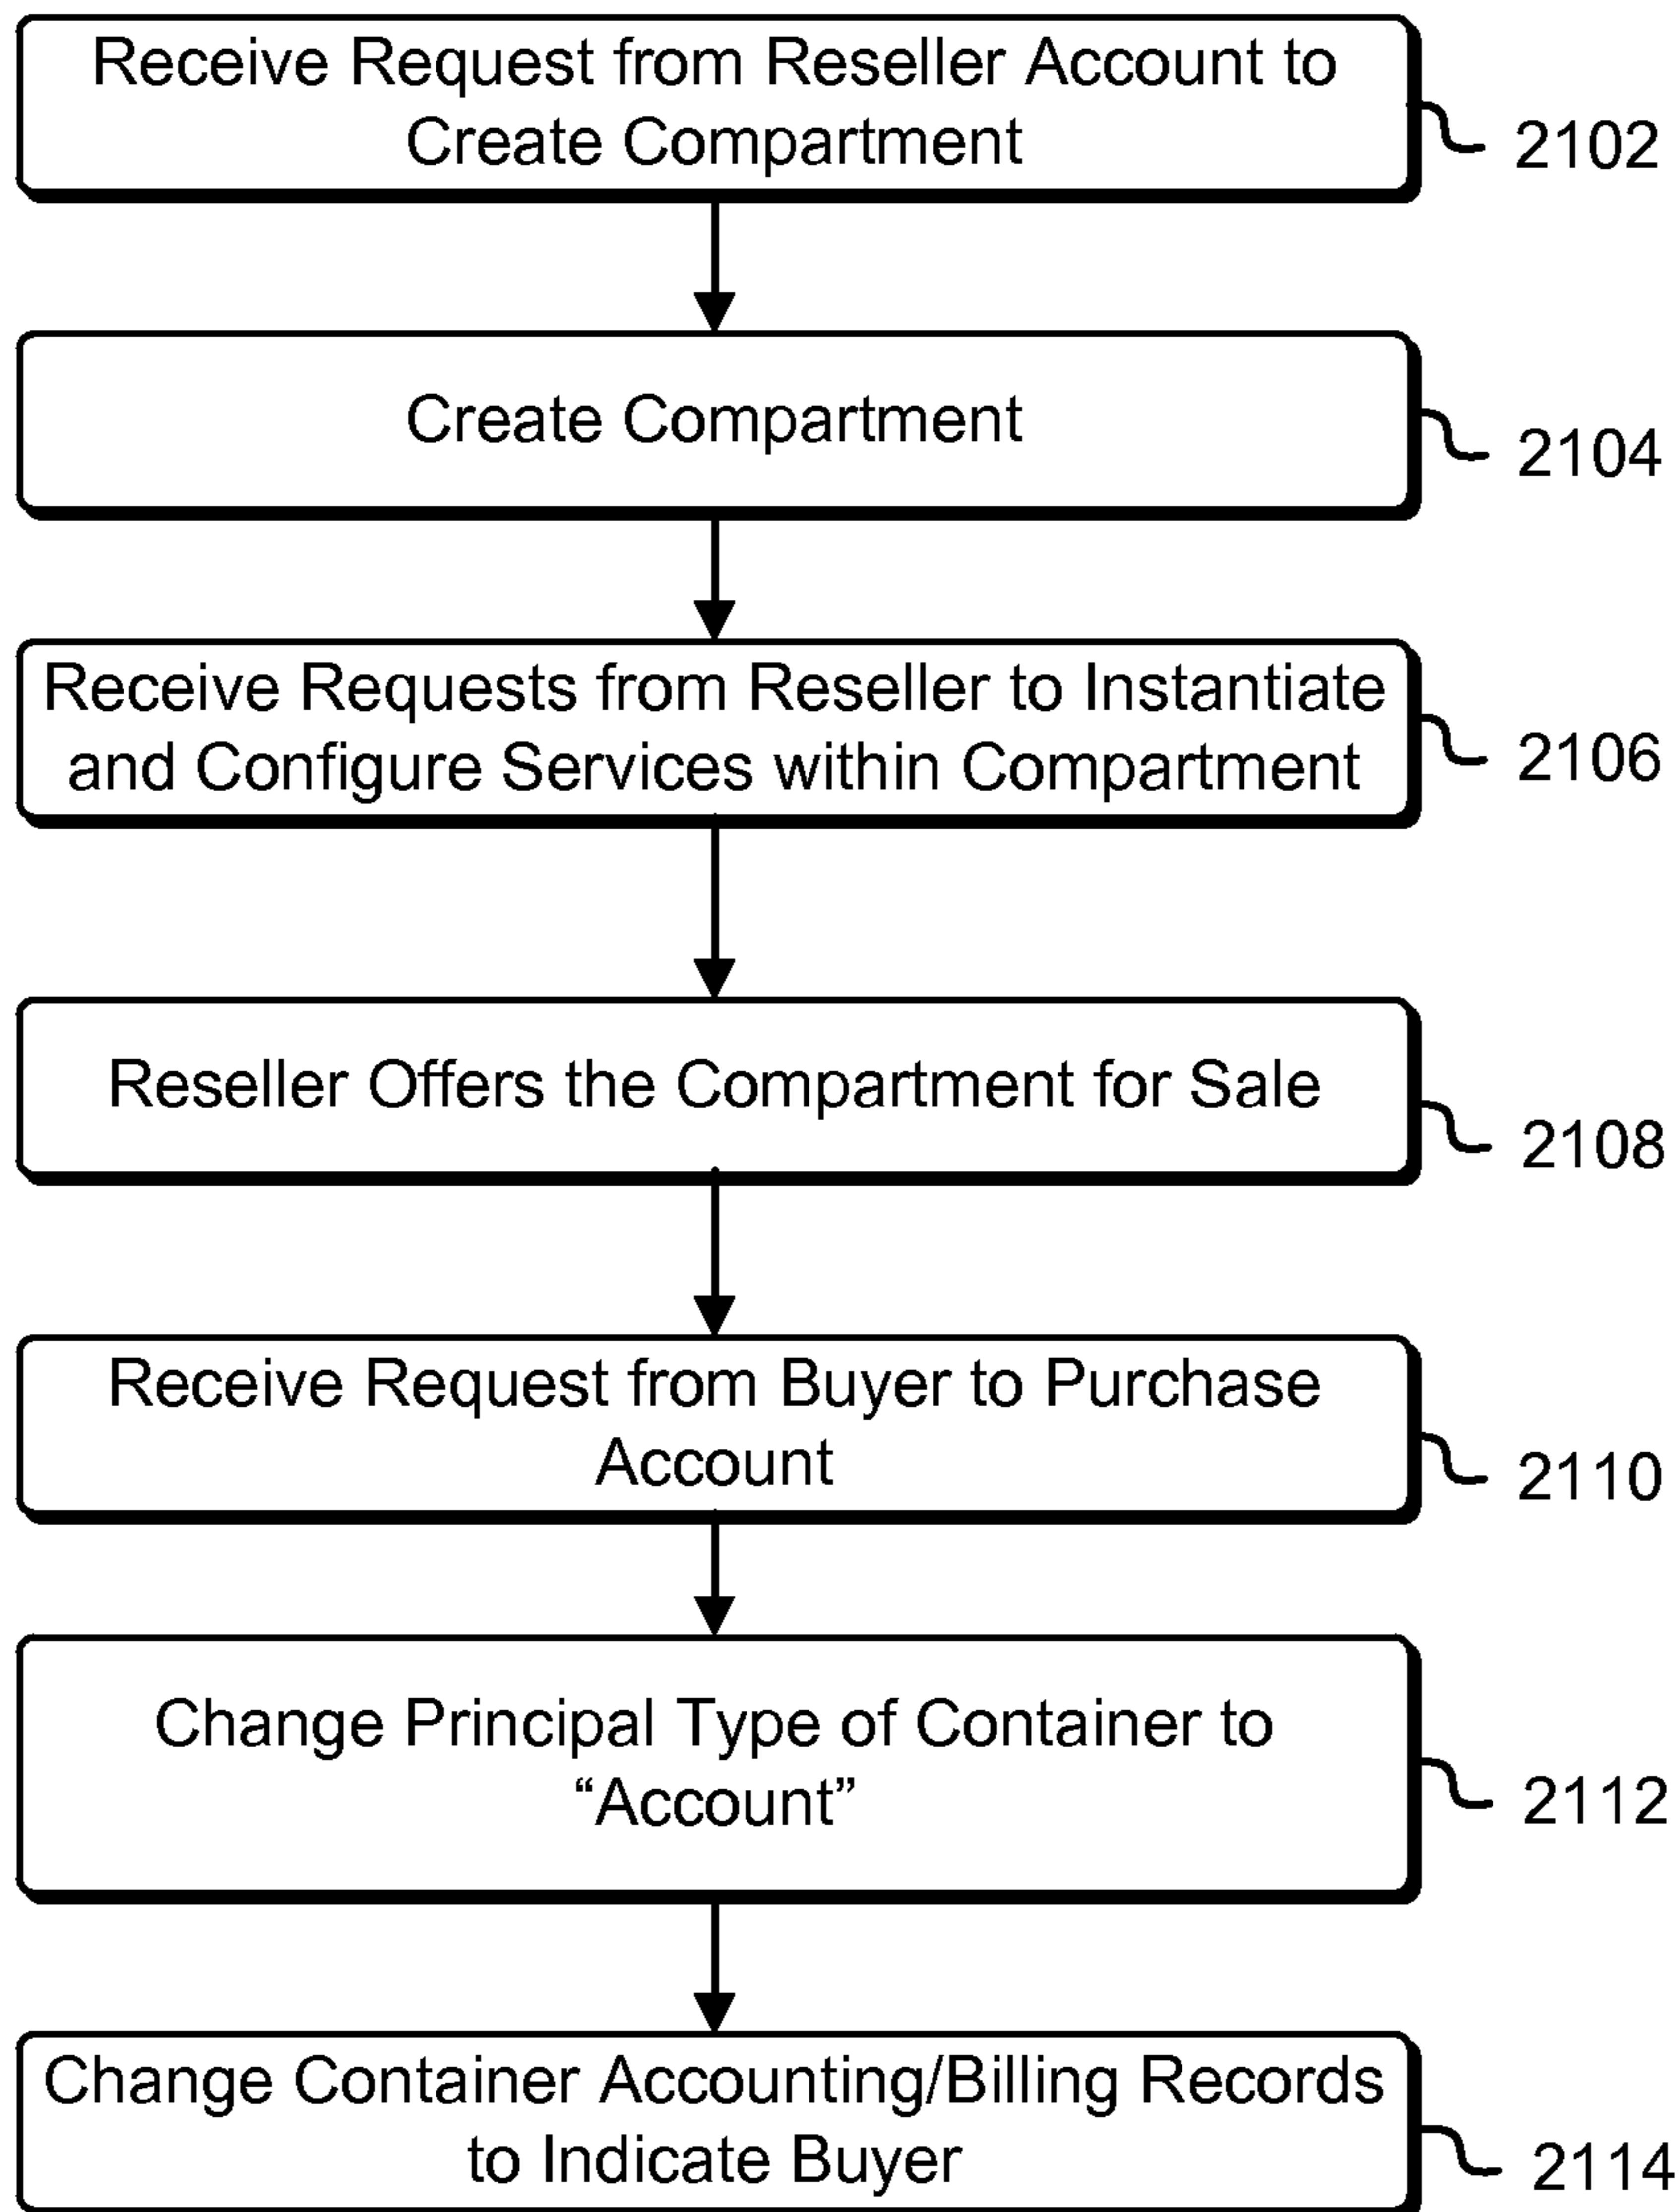 Receive Request from Reseller Account to
Create Compartment
2102
Create Compartment
2104
Receive Requests from Reseller to Instantiate
and Configure Services within Compartment
2106
Reseller Offers the Compartment for Sale
2108
Receive Request from Buyer to Purchase
Account
2110
Change Principal Type of Container to
“Account”
2112
Change Container Accounting/Billing Records
to Indicate Buyer
2114